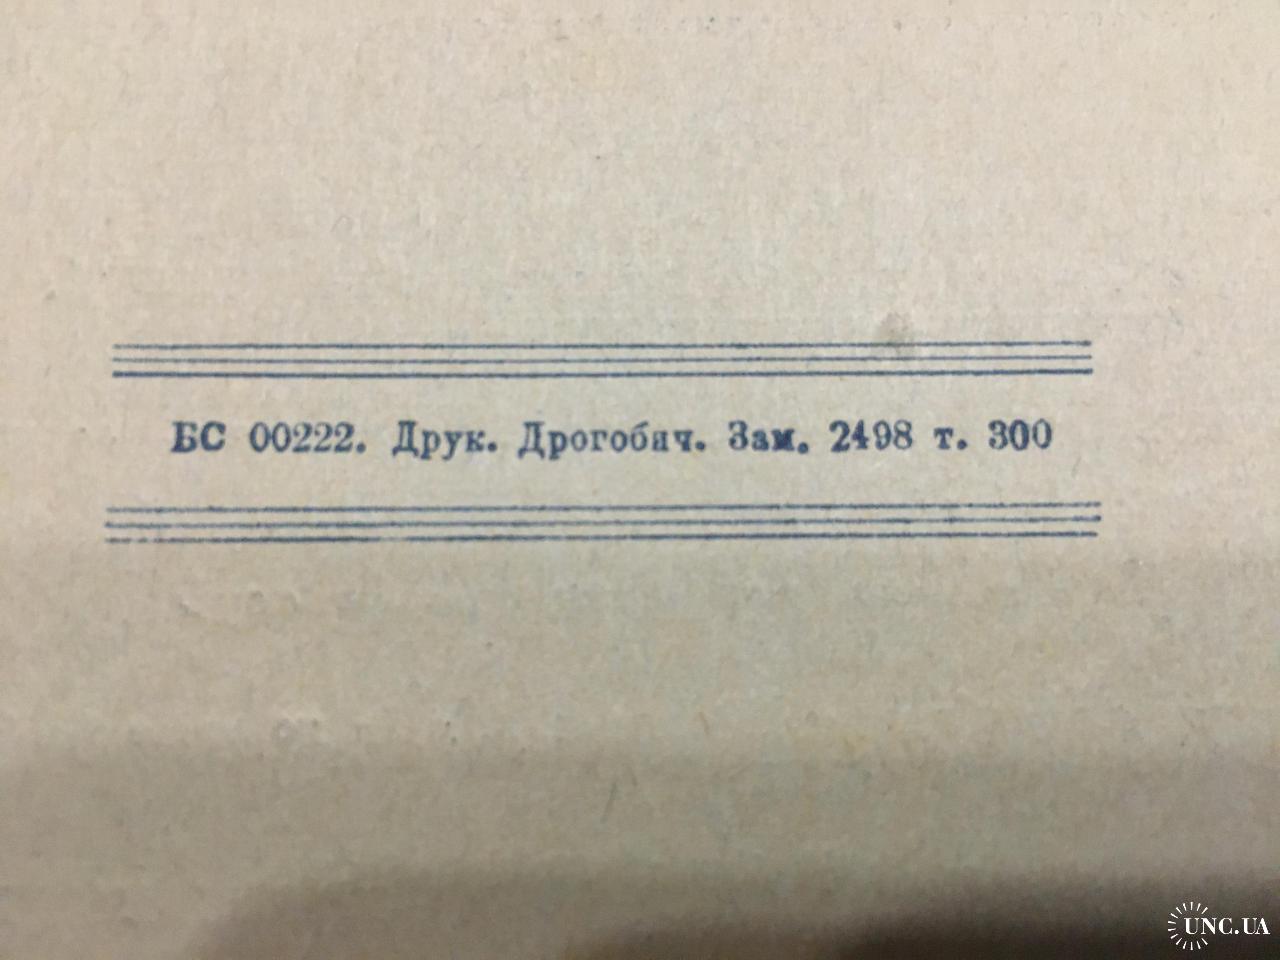 БС 00222. Друк. Дрогобич. Зам. 2498 т. 300
UNC.UA